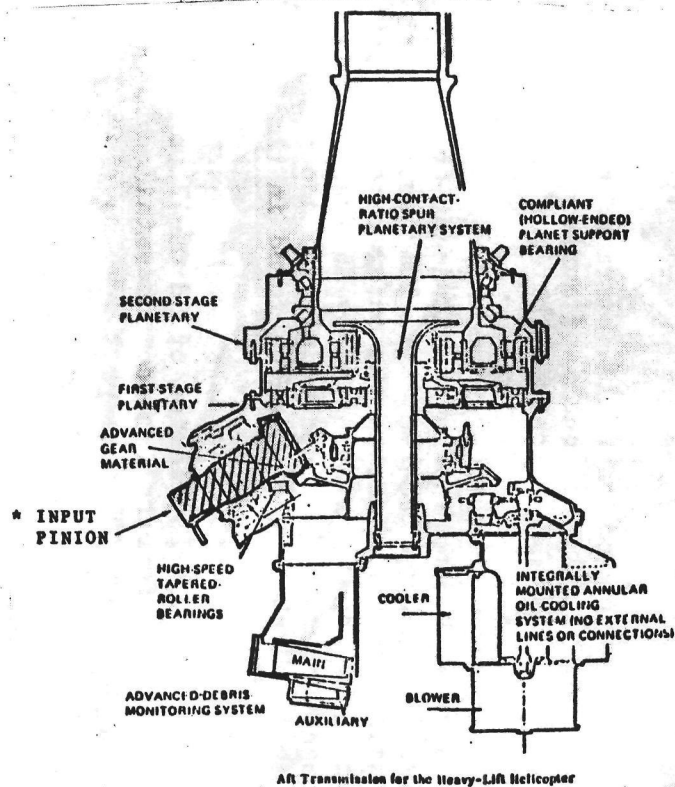 HIGH-CONTACT-
RATIO SPUR
PLANETARY SYSTEM
COMPLIANT
(HOLLOW-ENDED)
PLANET SUPPORT
BEARING
SECOND-STAGE
PLANETARY
FIRST-STAGE
PLANETARY
ADVANCED
GEAR
MATERIAL
* INPUT
PINION
HIGH-SPEED
TAPERED-
ROLLER
BEARINGS
COOLER
INTEGRALLY
MOUNTED ANNULAR
OIL-COOLING
SYSTEM (NO EXTERNAL
LINES OR CONNECTIONS)
MAIN
ADVANCED-DEBRIS-
MONITORING SYSTEM
AUXILIARY
BLOWER
Aft Transmission for the Heavy-Lift Helicopter